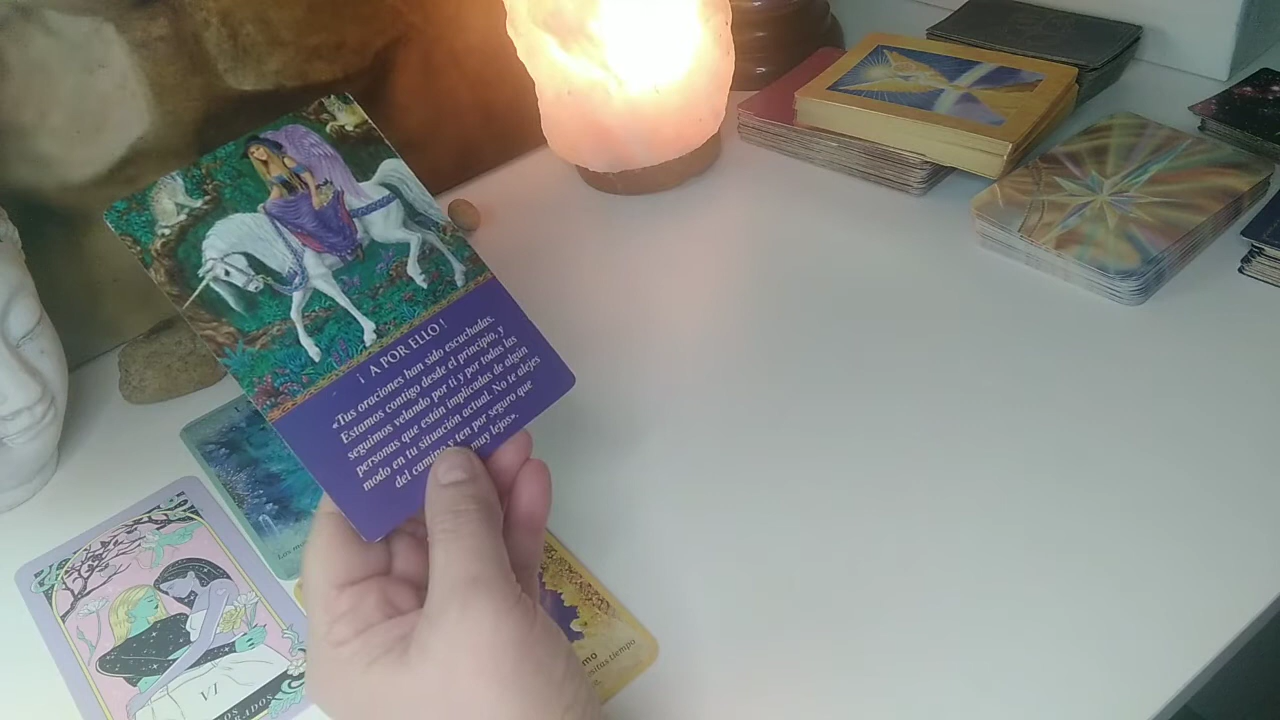 ¡ A POR ELLO !
«Tus oraciones han sido escuchadas.
Estamos contigo desde el principio, y
seguimos velando por ti y por todas las
personas que están implicadas de algún
modo en tu situación actual. No te alejes
del camino y ten por seguro que
muy lejos».
VI